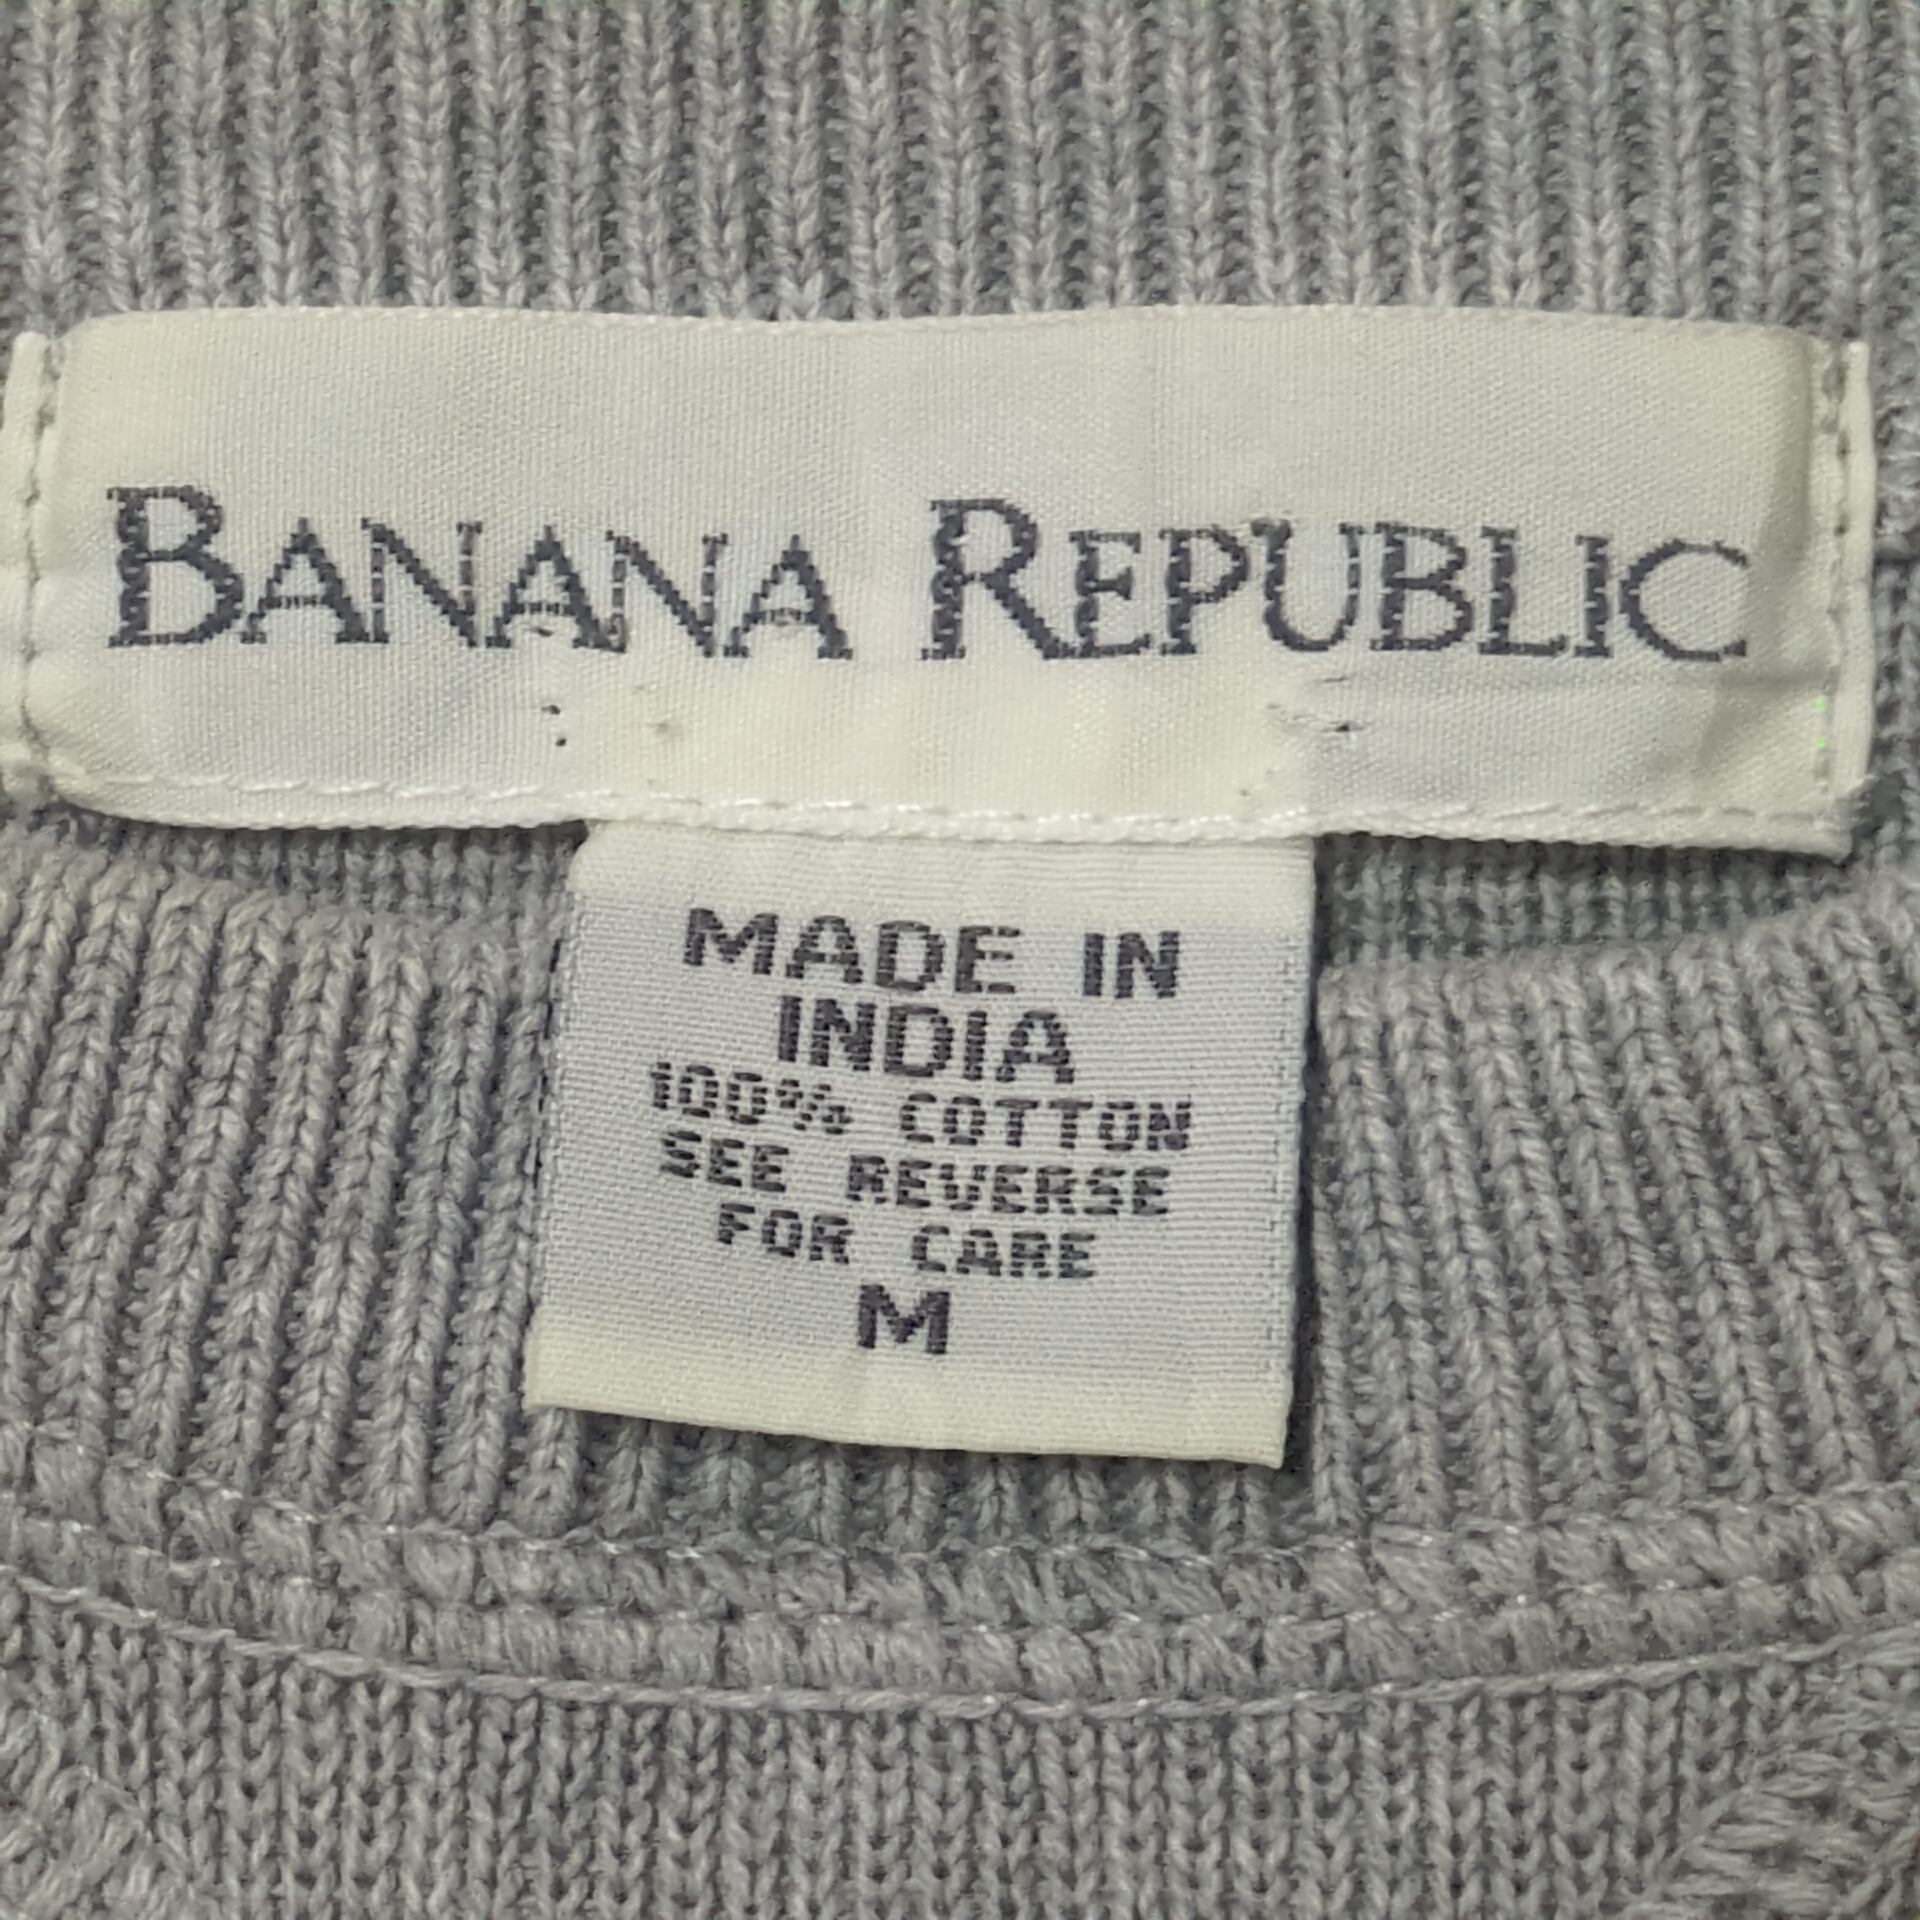 BANANA REPUBLIC
MADE IN
INDIA
100% COTTON
SEE REVERSE
FOR CARE
M